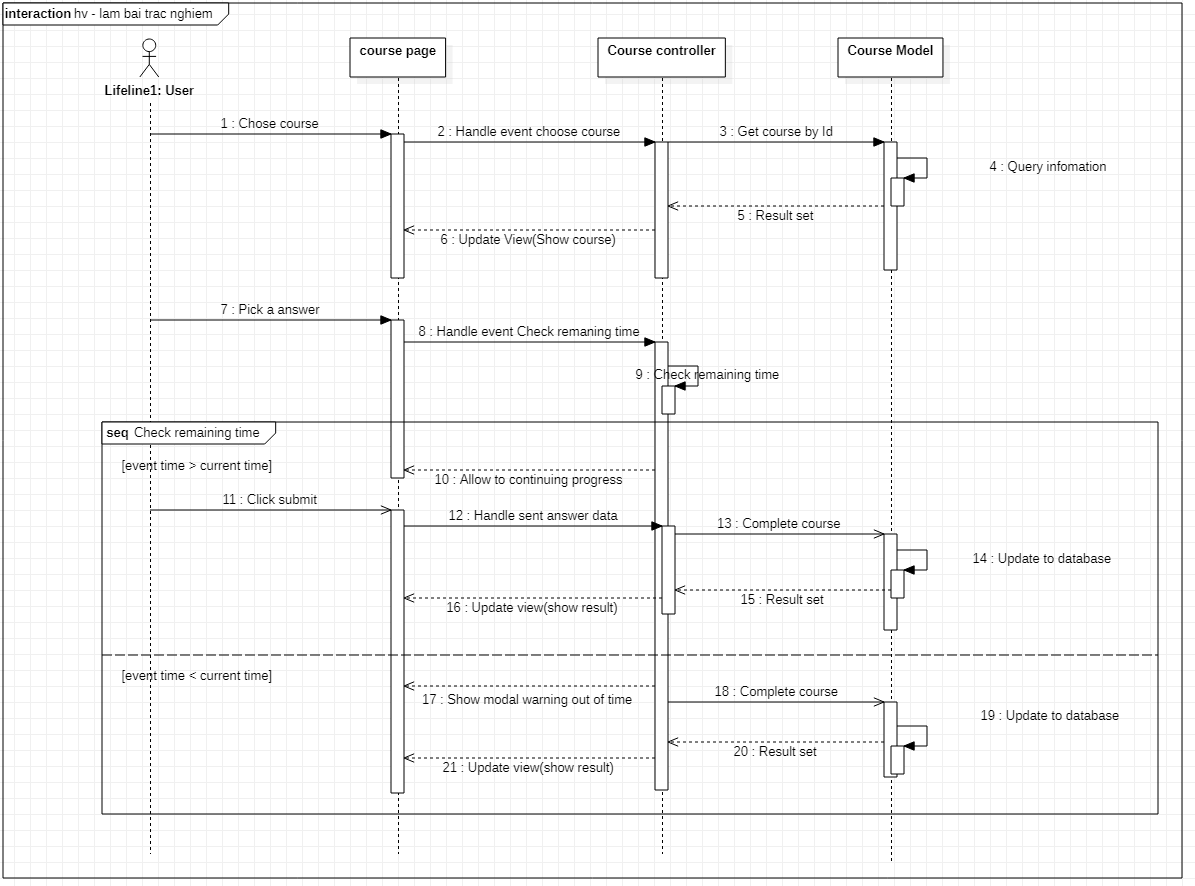 interaction hv - lam bai trac nghiem
course page
Course controller
Course Model
Lifeline1: User
1 : Chose course
2 : Handle event choose course
3 : Get course by Id
4 : Query infomation
5 : Result set
6 : Update View(Show course)
7 : Pick a answer
8 : Handle event Check remaning time
9 : Check remaining time
seq Check remaining time
[event time > current time]
10 : Allow to continuing progress
11 : Click submit
12 : Handle sent answer data
13 : Complete course
14 : Update to database
15 : Result set
16 : Update view(show result)
[event time < current time]
17 : Show modal warning out of time
18 : Complete course
19 : Update to database
20 : Result set
21 : Update view(show result)